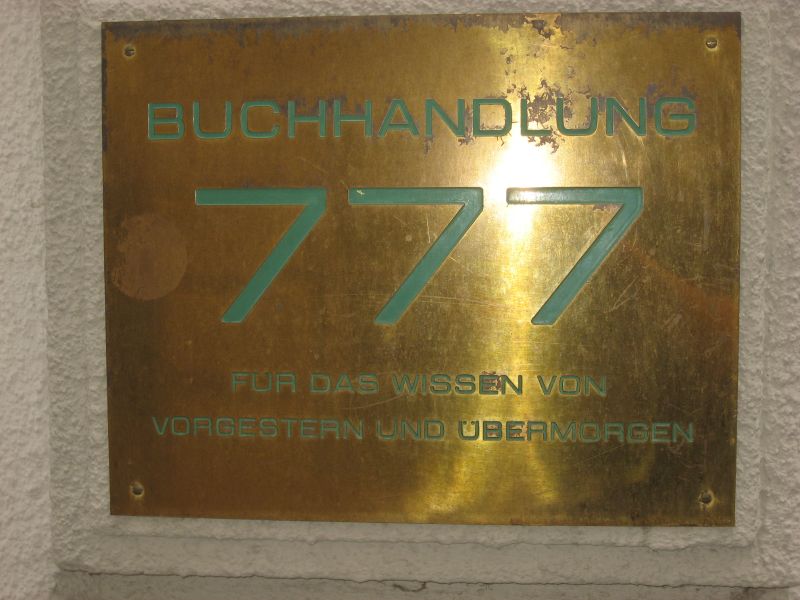 BUCHHANDLUNG
777
FÜR DAS WISSEN VON
VORGESTERN UND ÜBERMORGEN